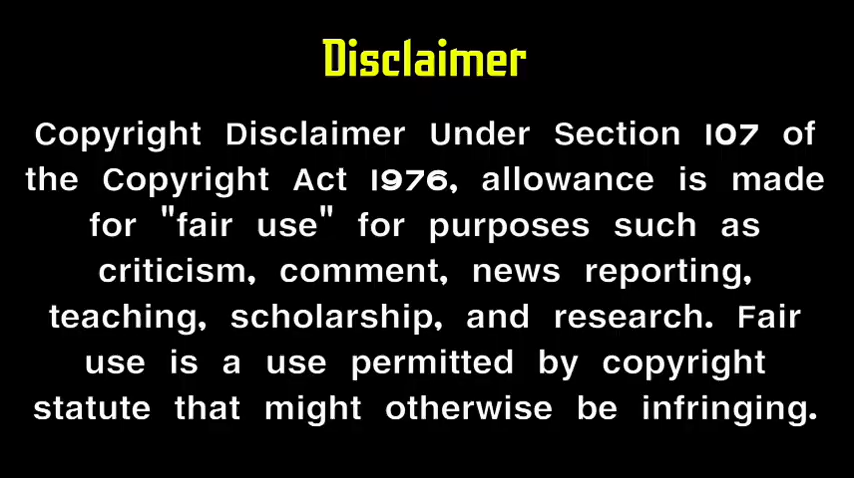 Disclaimer
Copyright Disclaimer Under Section 107 of
the Copyright Act 1976, allowance is made
for "fair use" for purposes such as
criticism, comment, news reporting,
teaching, scholarship, and research. Fair
use is a use permitted by copyright
statute that might otherwise be infringing.